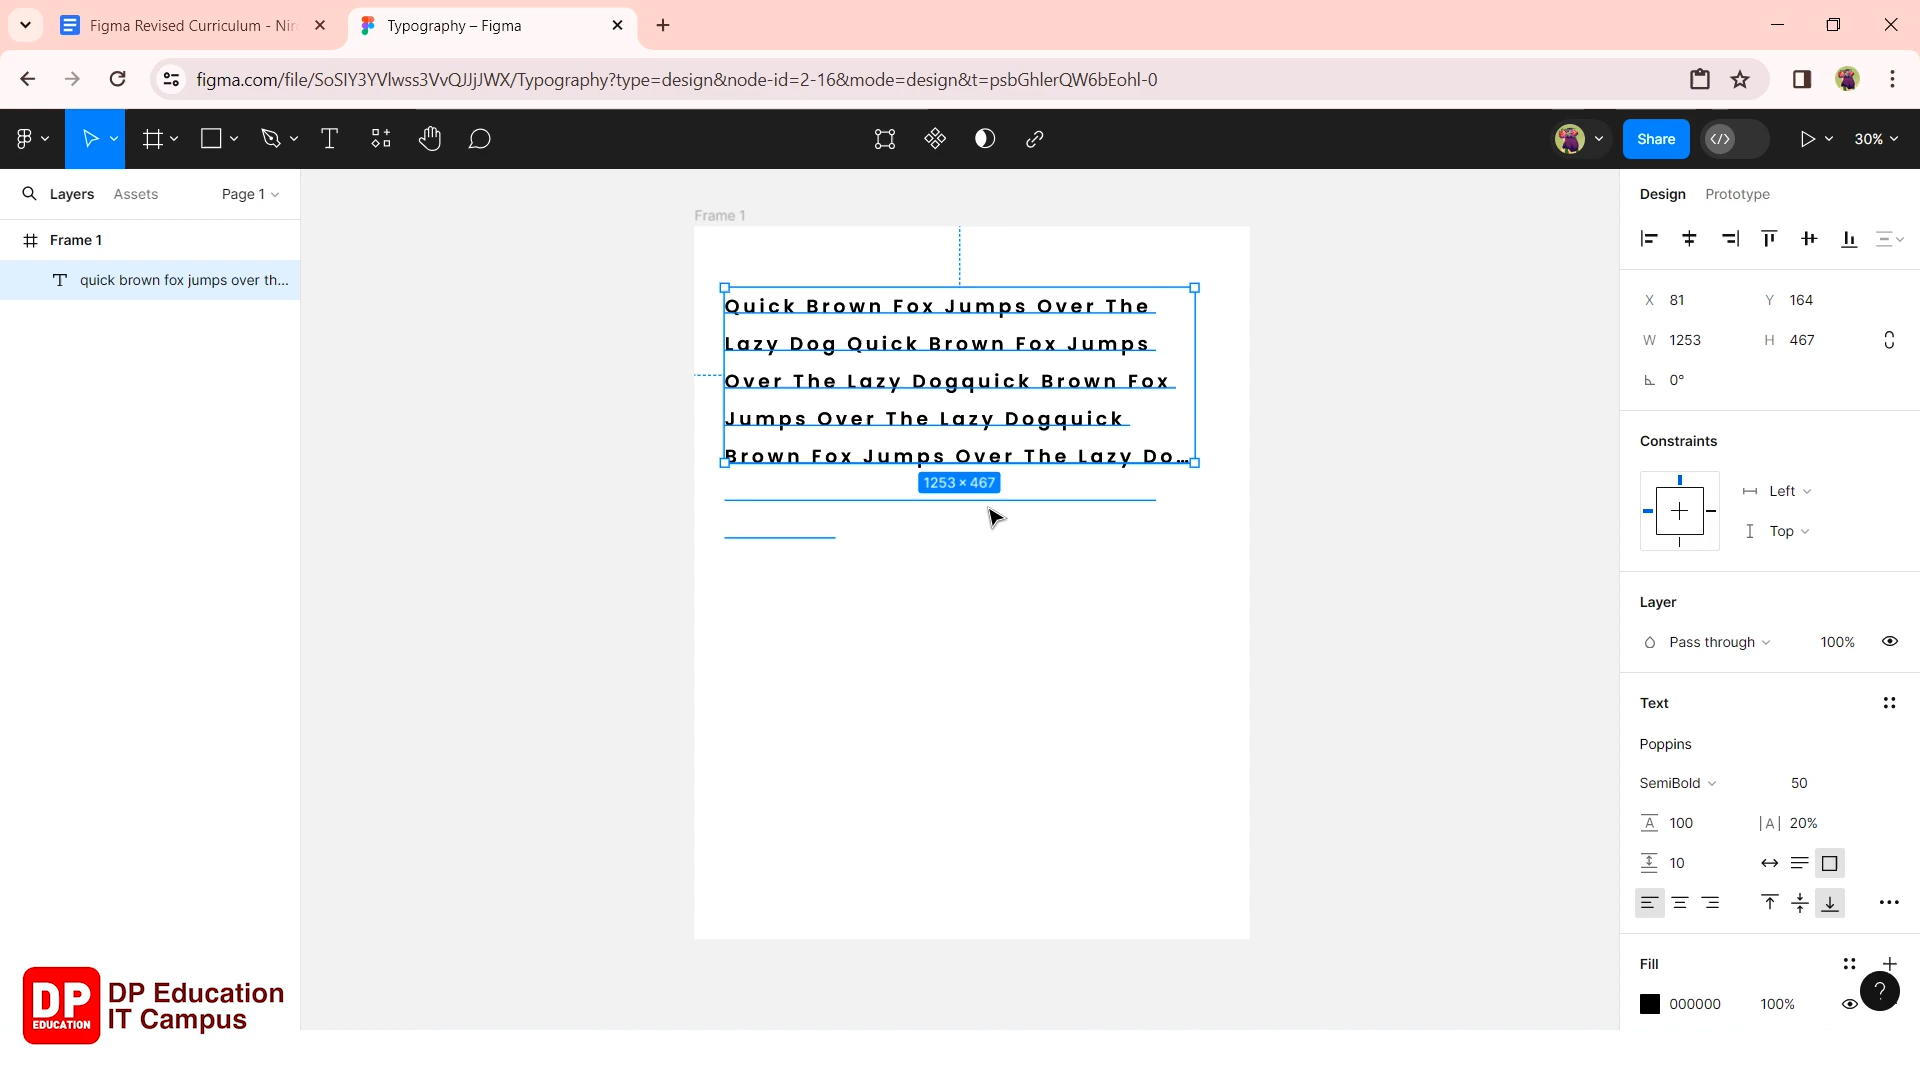 Figma Revised Curriculum - Nir
Typography – Figma
figma.com/file/SoSIY3YVlwss3VvQJJjJWX/Typography?type=design&node-id=2-16&mode=design&t=psbGhlerQW6bEohl-0
Share
30%
Layers
Assets
Page 1
Frame 1
quick brown fox jumps over th...
Frame 1
Quick Brown Fox Jumps Over The
Lazy Dog Quick Brown Fox Jumps
Over The Lazy Dogquick Brown Fox
Jumps Over The Lazy Dogquick
Brown Fox Jumps Over The Lazy Do...
1253 × 467
Design
Prototype
X 81
Y 164
W 1253
H 467
0°
Constraints
Left
Top
Layer
Pass through
100%
Text
Poppins
SemiBold
50
100
20%
10
Fill
000000
100%
?
DP
EDUCATION
DP Education
IT Campus